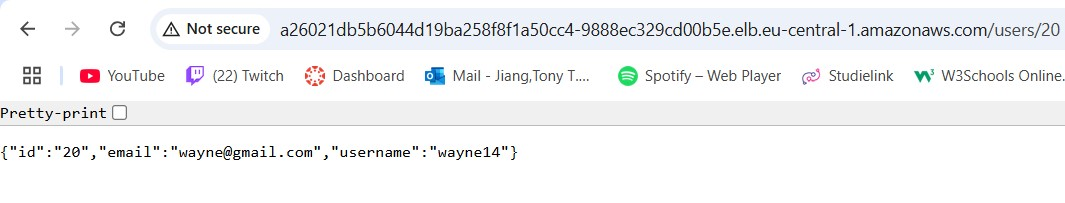 Not secure a26021db5b6044d19ba258f8f1a50cc4-9888ec329cd00b5e.elb.eu-central-1.amazonaws.com/users/20
YouTube (22) Twitch Dashboard Mail - Jiang,Tony T.... Spotify – Web Player Studielink W3Schools Online.
Pretty-print
{"id":"20","email":"wayne@gmail.com","username":"wayne14"}